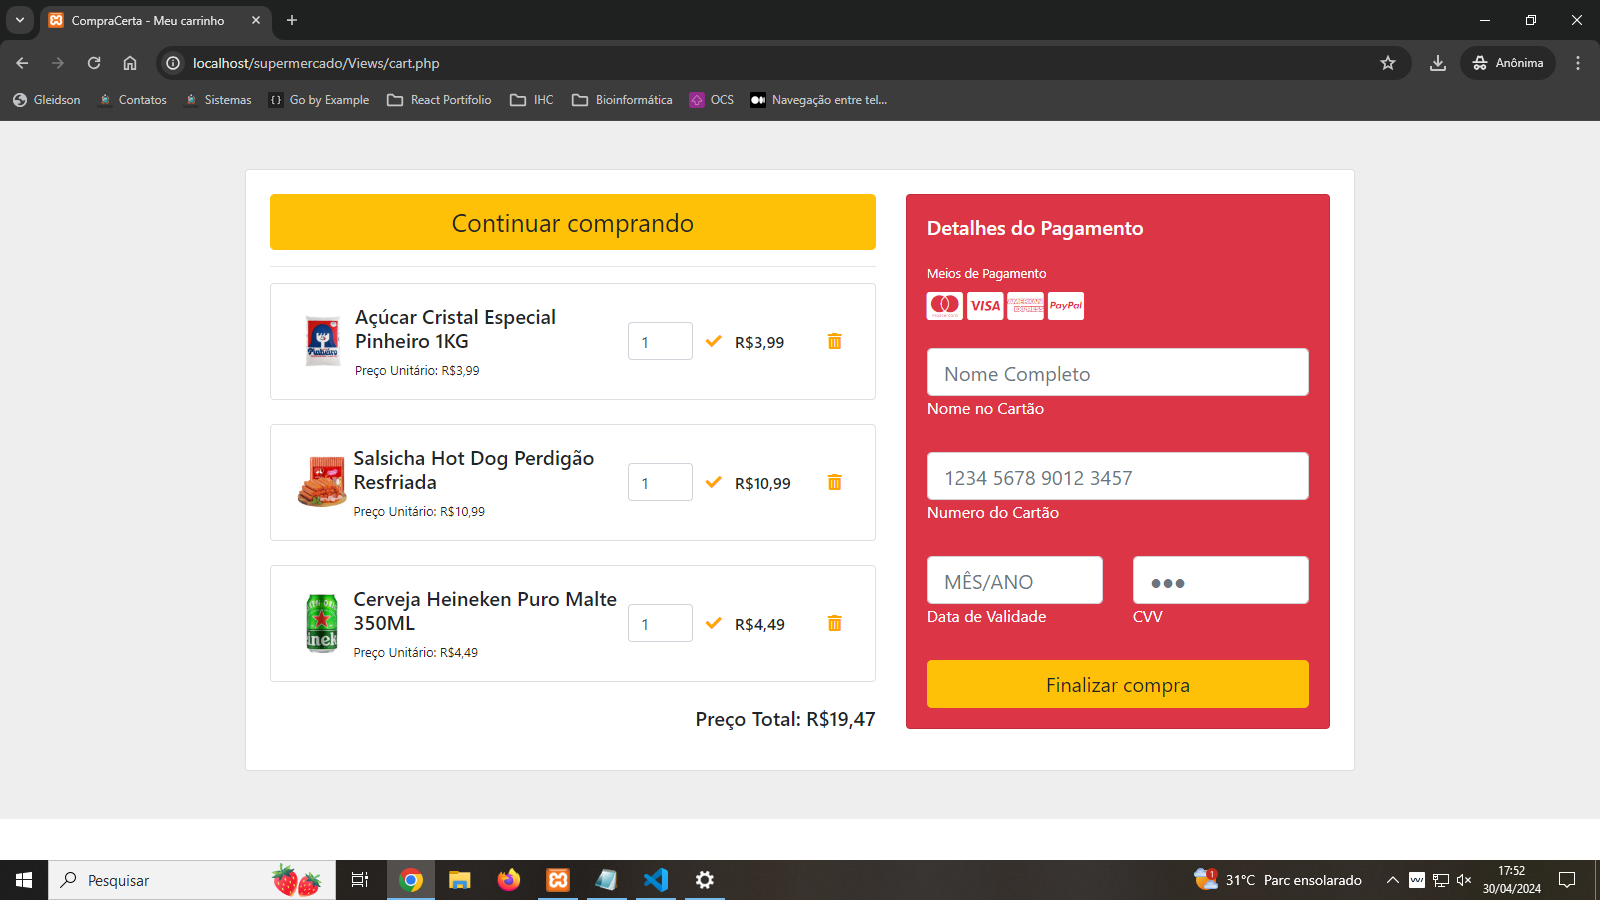 CompraCerta - Meu carrinho
localhost/supermercado/Views/cart.php
Anônima
Gleidson
Contatos
Sistemas
Go by Example
React Portifolio
IHC
Bioinformática
OCS
Navegação entre tel...
Continuar comprando
Açúcar Cristal Especial
Pinheiro 1KG
Preço Unitário: R$3,99
Pinheiro
1
R$3,99
Salsicha Hot Dog Perdigão
Resfriada
Preço Unitário: R$10,99
1
R$10,99
Cerveja Heineken Puro Malte
350ML
Preço Unitário: R$4,49
1
R$4,49
Preço Total: R$19,47
Detalhes do Pagamento
Meios de Pagamento
VISA
AMERICAN
EXPRESS
PayPal
Nome Completo
Nome no Cartão
1234 5678 9012 3457
Numero do Cartão
MÊS/ANO
Data de Validade
●●●
CVV
Finalizar compra
Pesquisar
1
31°C Parc ensolarado
17:52
30/04/2024